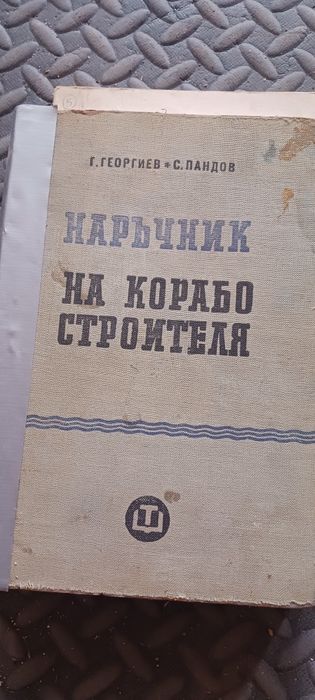 Г. ГЕОРГИЕВ * С. ПАНДОВ
НАРЪЧНИК
НА КОРАБО
СТРОИТЕЛЯ
Т